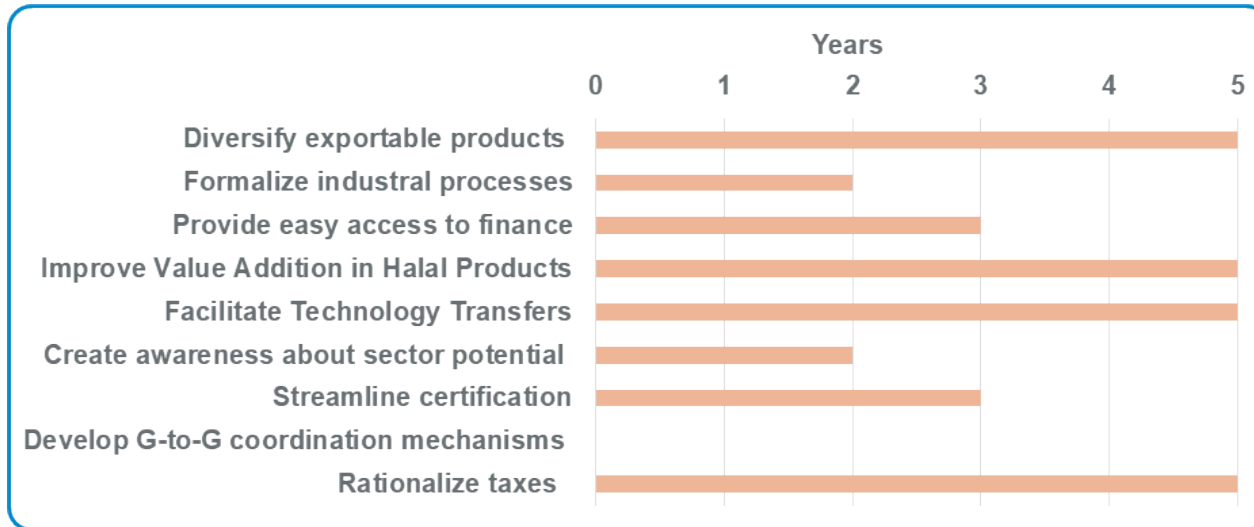 Years
0 1 2 3 4 5
Diversify exportable products
Formalize industral processes
Provide easy access to finance
Improve Value Addition in Halal Products
Facilitate Technology Transfers
Create awareness about sector potential
Streamline certification
Develop G-to-G coordination mechanisms
Rationalize taxes